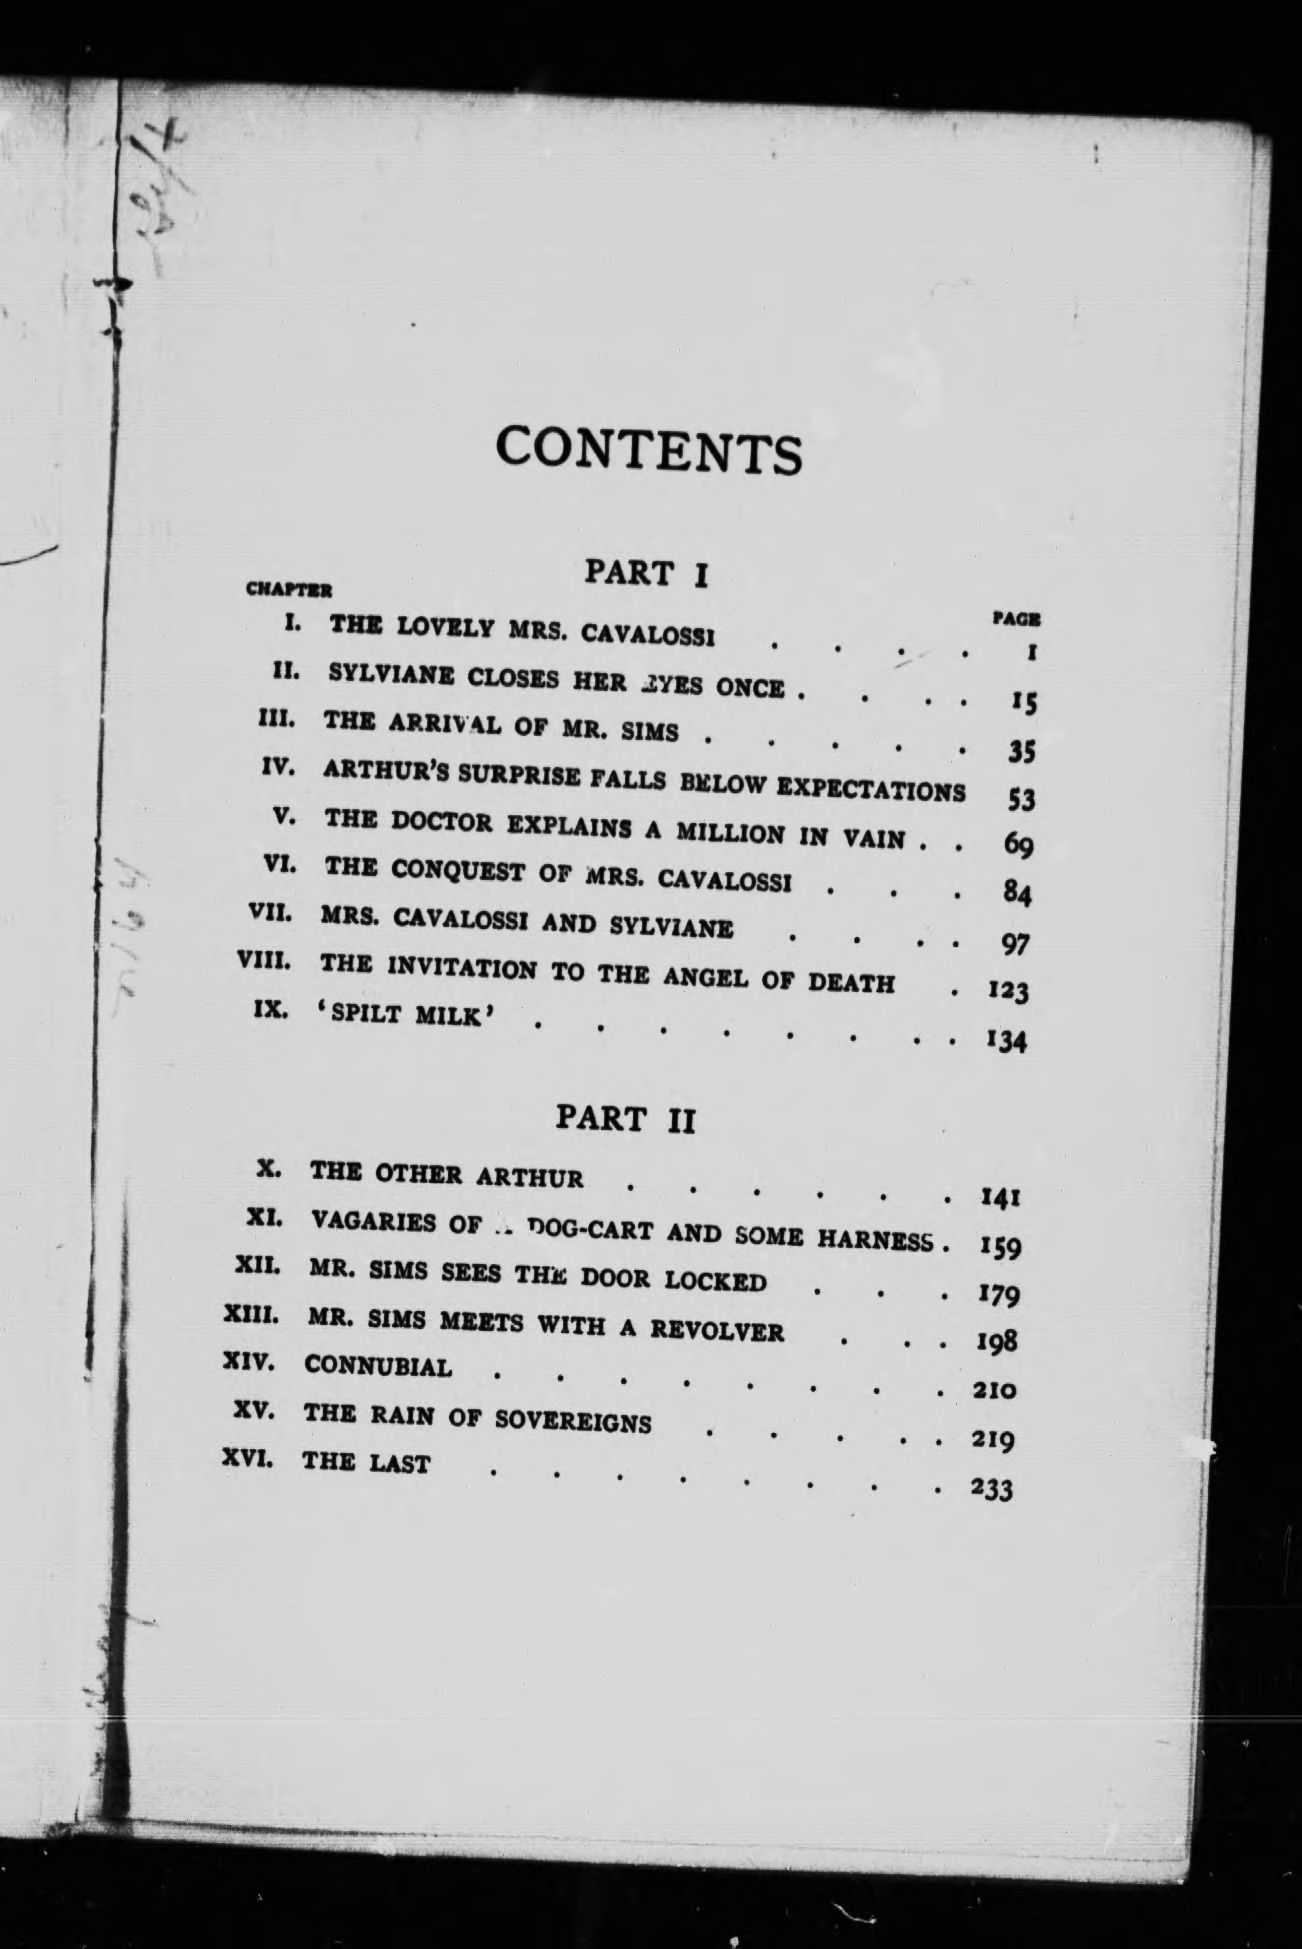 Gift
CONTENTS
PART I
CHAPTER PAGE
I. THE LOVELY MRS. CAVALOSSI . . . . 1
II. SYLVIANE CLOSES HER EYES ONCE . . . . 15
III. THE ARRIVAL OF MR. SIMS . . . . . 35
IV. ARTHUR'S SURPRISE FALLS BELOW EXPECTATIONS 53
V. THE DOCTOR EXPLAINS A MILLION IN VAIN . . 69
VI. THE CONQUEST OF MRS. CAVALOSSI . . . 84
VII. MRS. CAVALOSSI AND SYLVIANE . . . . 97
VIII. THE INVITATION TO THE ANGEL OF DEATH . 123
IX. ‘SPILT MILK’ . . . . . . . . 134
PART II
X. THE OTHER ARTHUR . . . . . . 141
XI. VAGARIES OF A DOG-CART AND SOME HARNESS . 159
XII. MR. SIMS SEES THE DOOR LOCKED . . . 179
XIII. MR. SIMS MEETS WITH A REVOLVER . . . 198
XIV. CONNUBIAL . . . . . . . . 210
XV. THE RAIN OF SOVEREIGNS . . . . . 219
XVI. THE LAST . . . . . . . . 233